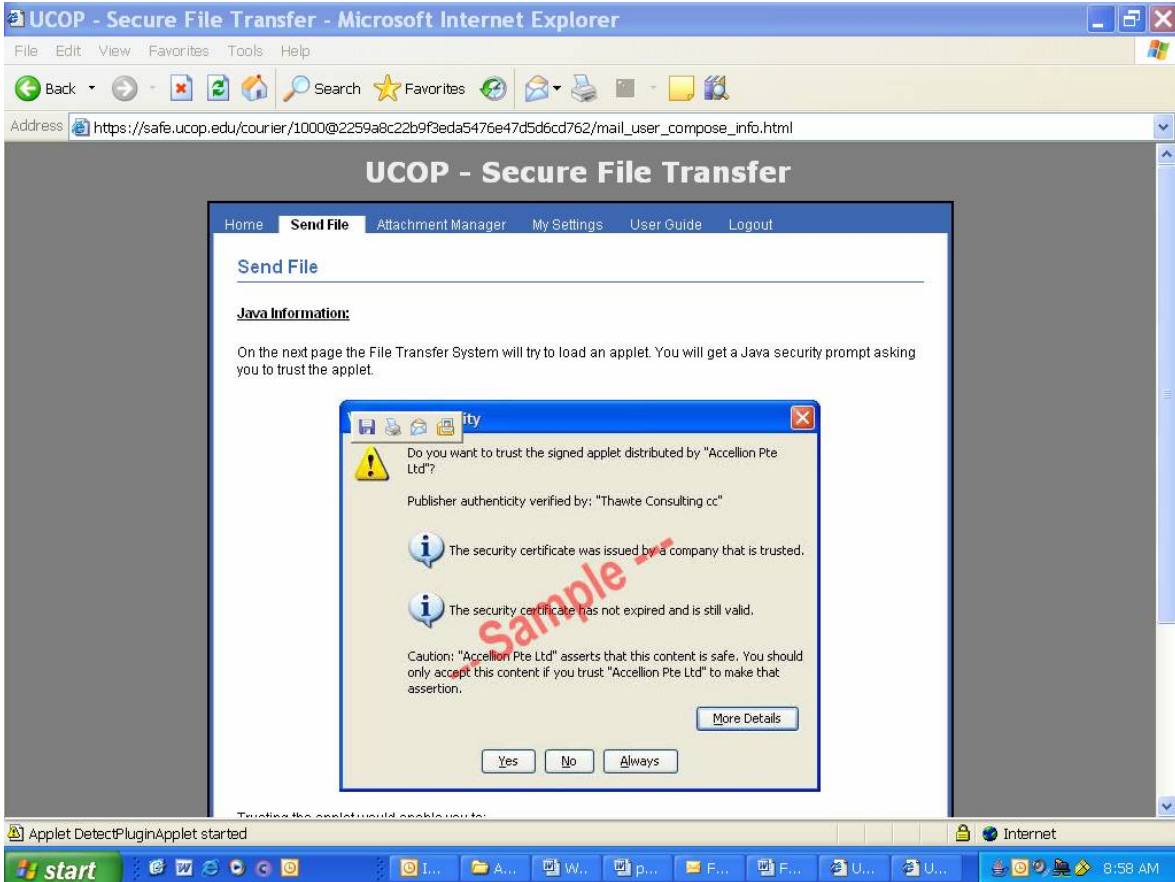 UCOP - Secure File Transfer - Microsoft Internet Explorer
File Edit View Favorites Tools Help
Back Search Favorites
Address https://safe.ucop.edu/courier/1000@2259a8c22b9f3eda5476e47d5d6cd762/mail_user_compose_info.html
UCOP - Secure File Transfer
Home Send File Attachment Manager My Settings User Guide Logout
Send File
Java Information:
On the next page the File Transfer System will try to load an applet. You will get a Java security prompt asking
you to trust the applet.
ity
Do you want to trust the signed applet distributed by "Accellion Pte
Ltd"?
Publisher authenticity verified by: "Thawte Consulting cc"
The security certificate was issued by a company that is trusted.
The security certificate has not expired and is still valid.
--- Sample ---
Caution: "Accellion Pte Ltd" asserts that this content is safe. You should
only accept this content if you trust "Accellion Pte Ltd" to make that
assertion.
More Details
Yes No Always
Trusting the applet would enable you to:
Applet DetectPluginApplet started Internet
start I... A... W... p... F... F... U... U... 8:58 AM